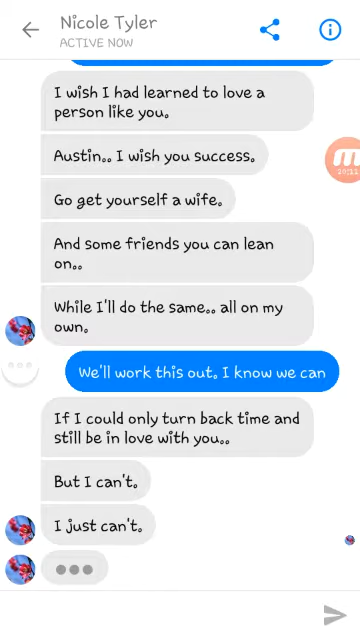 Nicole Tyler
ACTIVE NOW
I wish I had learned to love a
person like you.
Austin.. I wish you success.
Go get yourself a wife.
And some friends you can lean
on..
While I'll do the same.. all on my
own.
We'll work this out. I know we can
If I could only turn back time and
still be in love with you..
But I can't.
I just can't.